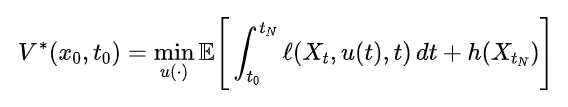 $V^*(x_0, t_0) = \min_{u(\cdot)} \mathbb{E}\left[ \int_{t_0}^{t_N} \ell(X_t, u(t), t)\, dt + h(X_{t_N}) \right]$